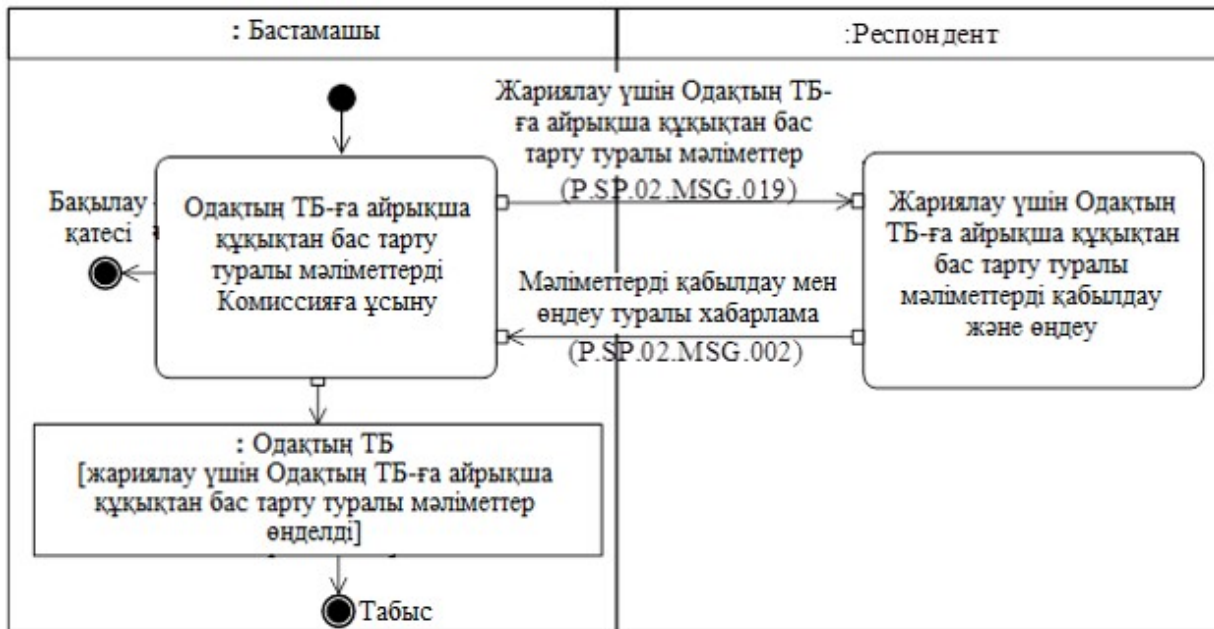 : Бастамашы
:Респондент
Жариялау үшін Одақтың ТБ-
ға айрықша құқықтан бас
тарту туралы мәліметтер
(P.SP.02.MSG.019)
Бақылау
қатесі
Одақтың ТБ-ға айрықша
құқықтан бас тарту
туралы мәліметтерді
Комиссияға ұсыну
Жариялау үшін Одақтың
ТБ-ға айрықша құқықтан
бас тарту туралы
мәліметтерді қабылдау
және өңдеу
Мәліметтерді қабылдау мен
өңдеу туралы хабарлама
(P.SP.02.MSG.002)
: Одақтың ТБ
[жариялау үшін Одақтың ТБ-ға айрықша
құқықтан бас тарту туралы мәліметтер
өңделді]
Табыс